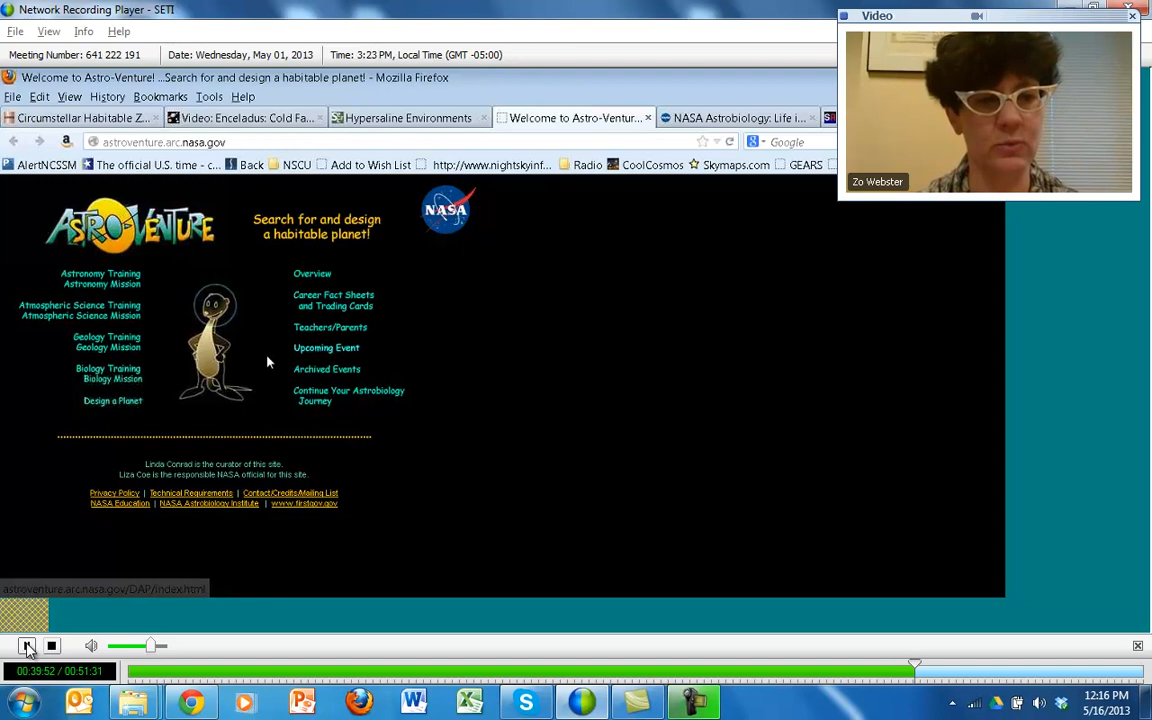 Network Recording Player - SETI
File View Info Help
Meeting Number: 641 222 191 Date: Wednesday, May 01, 2013 Time: 3:23 PM, Local Time (GMT -05:00)
Video
Welcome to Astro-Venture! ...Search for and design a habitable planet! - Mozilla Firefox
File Edit View History Bookmarks Tools Help
Circumstellar Habitable Z... Video: Enceladus: Cold Fa... Hypersaline Environments Welcome to Astro-Ventur... NASA Astrobiology: Life i...
astroventure.arc.nasa.gov Google
AlertNCSSM The official U.S. time - c... Back NSCU Add to Wish List http://www.nightskyinf... Radio CoolCosmos Skymaps.com GEARS
Zo Webster
ASTRO-VENTURE
Search for and design
a habitable planet!
NASA
Astronomy Training
Astronomy Mission
Atmospheric Science Training
Atmospheric Science Mission
Geology Training
Geology Mission
Biology Training
Biology Mission
Design a Planet
Overview
Career Fact Sheets
and Trading Cards
Teachers/Parents
Upcoming Event
Archived Events
Continue Your Astrobiology
Journey
Linda Conrad is the curator of this site.
Liza Coe is the responsible NASA official for this site.
Privacy Policy | Technical Requirements | Contact/Credits/Mailing List
NASA Education | NASA Astrobiology Institute | www.firstgov.gov
astroventure.arc.nasa.gov/DAP/index.html
00:39:52 / 00:51:31
12:16 PM
5/16/2013